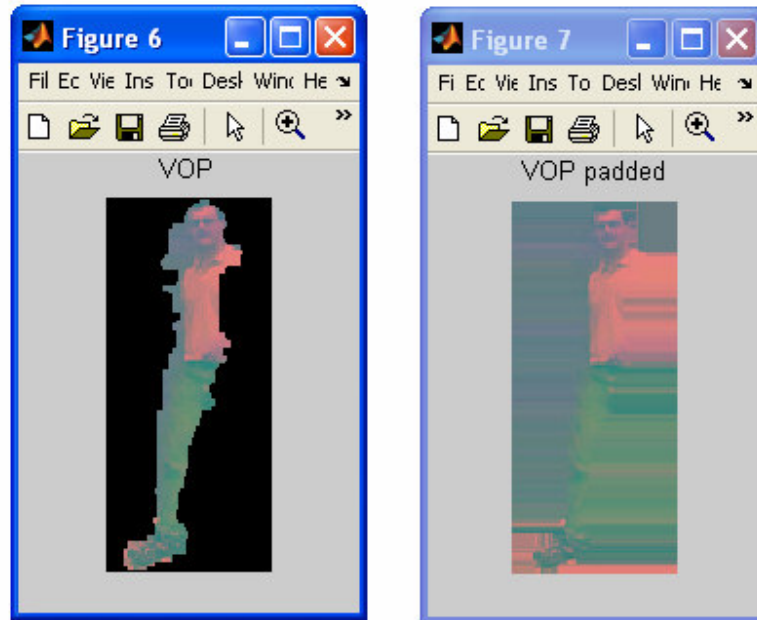 Figure 6
Fil Ec Vie Ins Too Desl Winc He
VOP
Figure 7
Fi Ec Vie Ins To Desl Win He
VOP padded